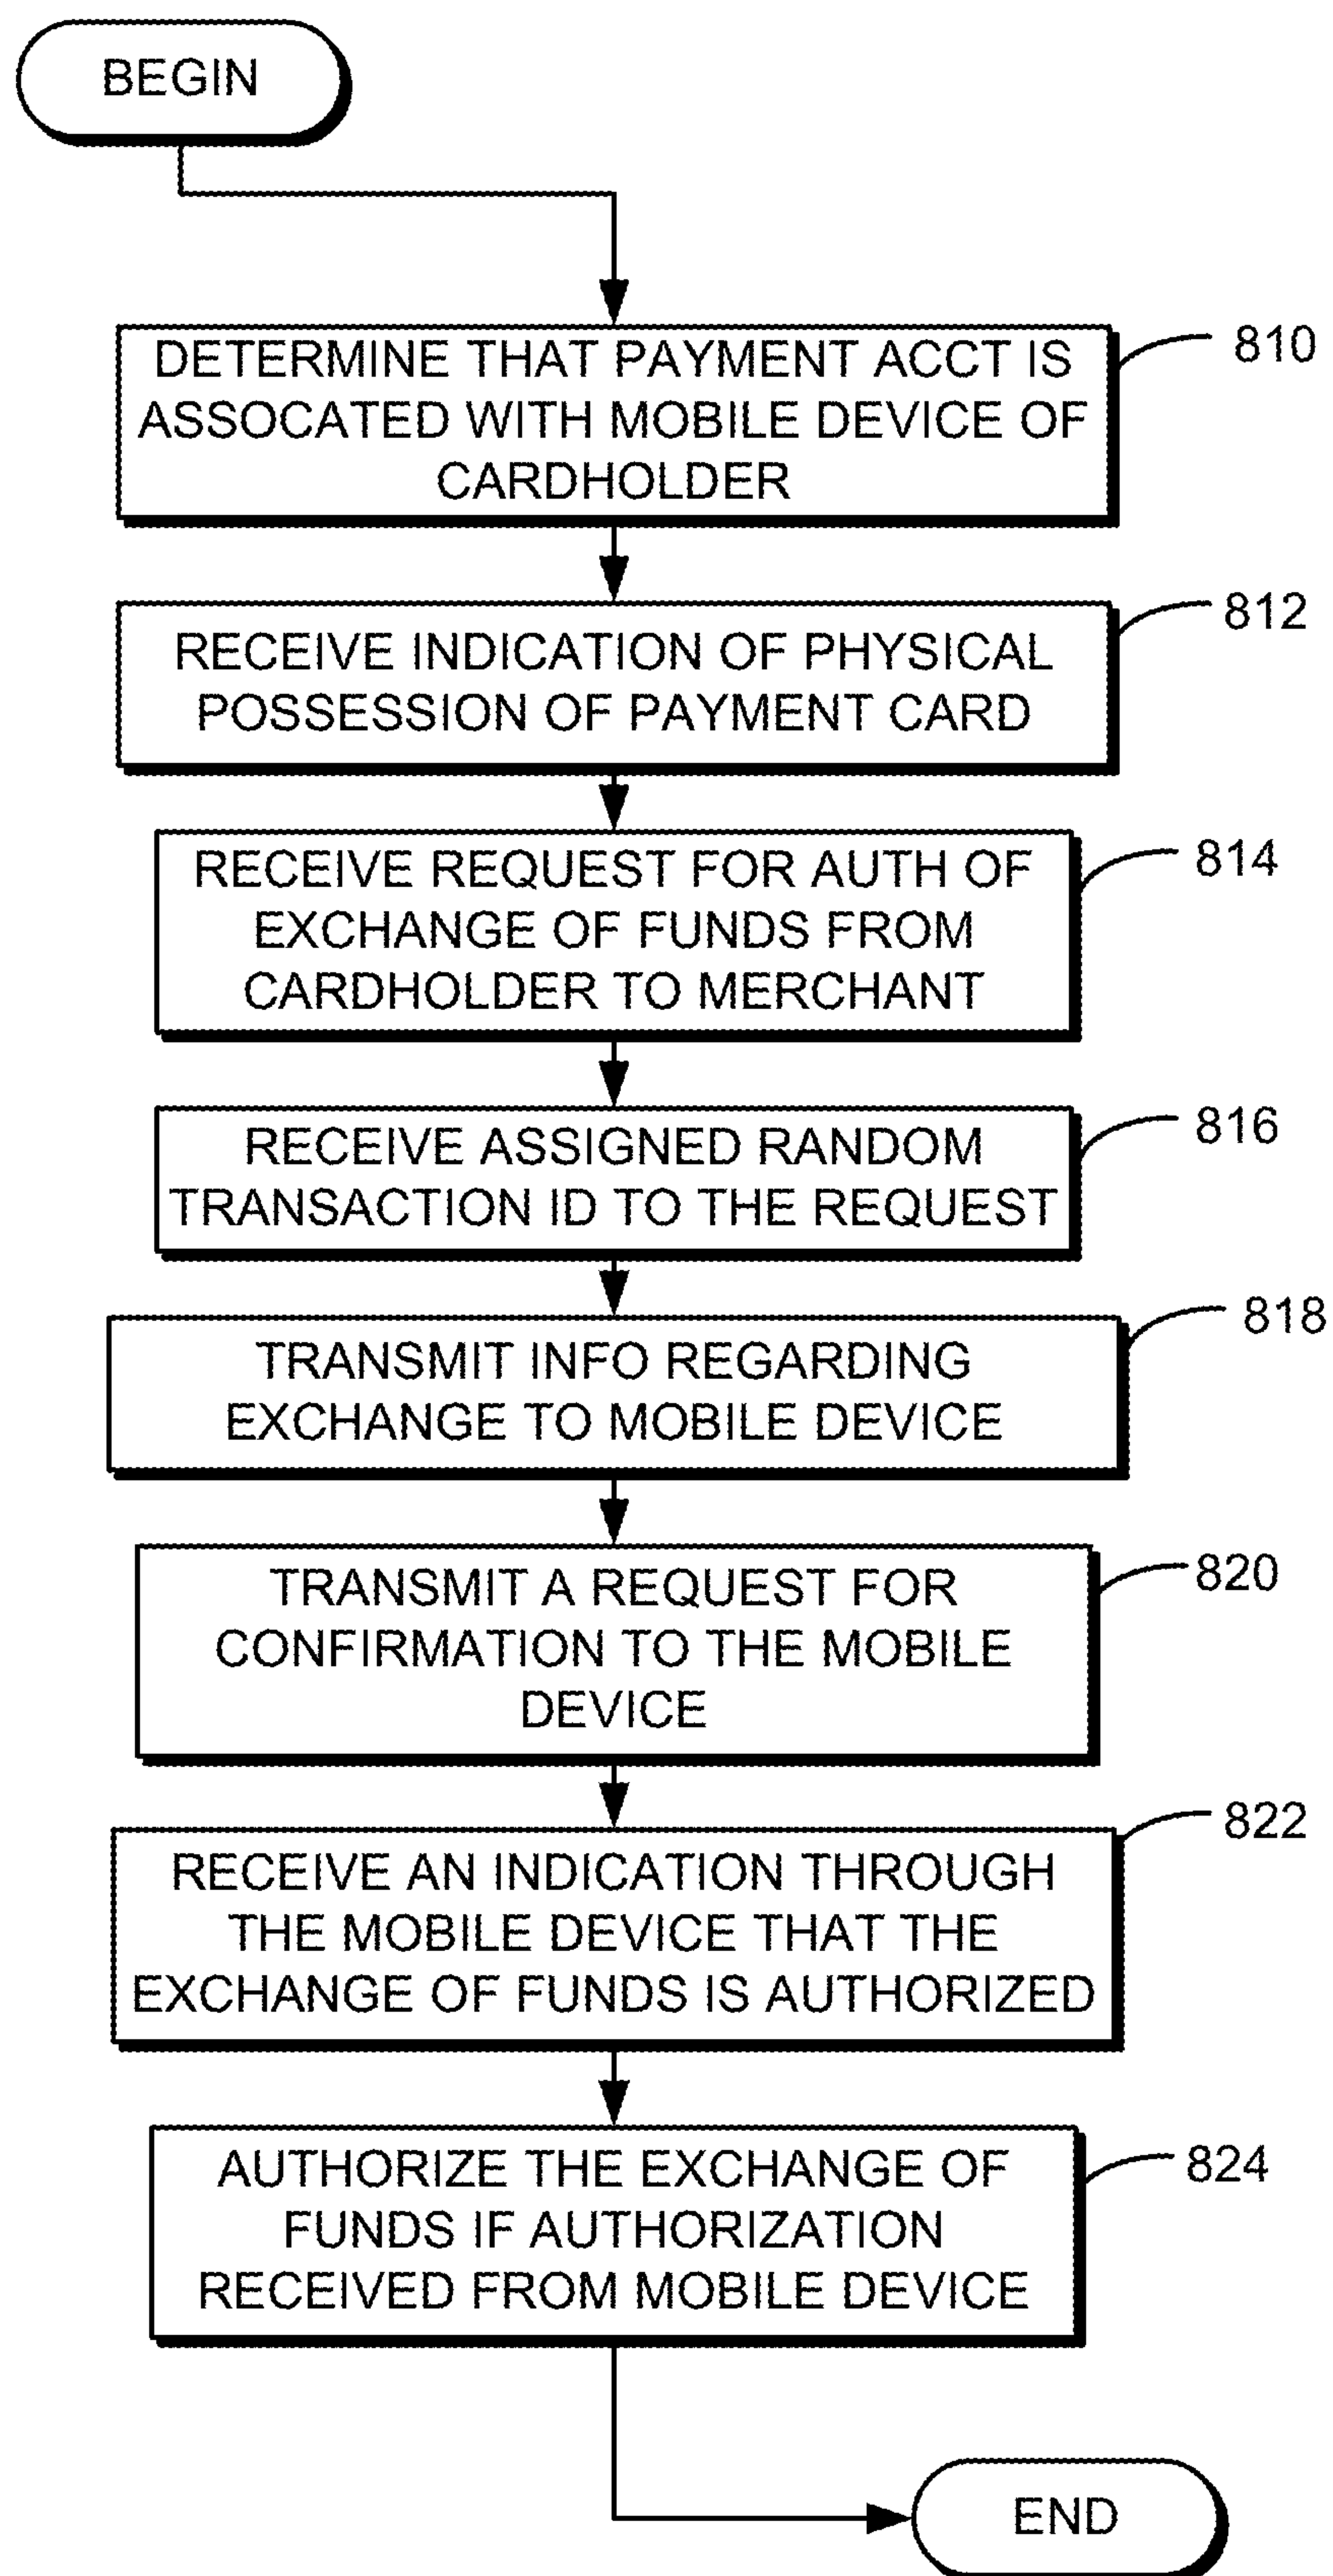 BEGIN
DETERMINE THAT PAYMENT ACCT IS
ASSOCATED WITH MOBILE DEVICE OF
CARDHOLDER
810
RECEIVE INDICATION OF PHYSICAL
POSSESSION OF PAYMENT CARD
812
RECEIVE REQUEST FOR AUTH OF
EXCHANGE OF FUNDS FROM
CARDHOLDER TO MERCHANT
814
RECEIVE ASSIGNED RANDOM
TRANSACTION ID TO THE REQUEST
816
TRANSMIT INFO REGARDING
EXCHANGE TO MOBILE DEVICE
818
TRANSMIT A REQUEST FOR
CONFIRMATION TO THE MOBILE
DEVICE
820
RECEIVE AN INDICATION THROUGH
THE MOBILE DEVICE THAT THE
EXCHANGE OF FUNDS IS AUTHORIZED
822
AUTHORIZE THE EXCHANGE OF
FUNDS IF AUTHORIZATION
RECEIVED FROM MOBILE DEVICE
824
END